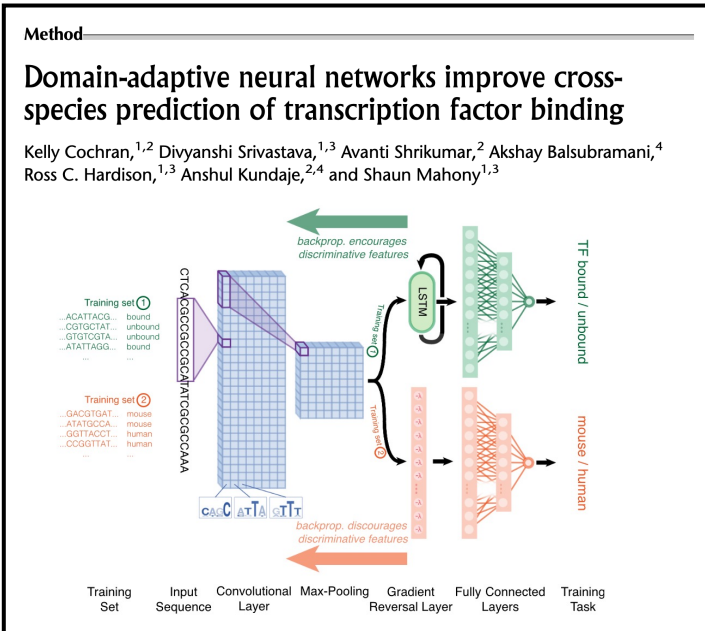 Method
Domain-adaptive neural networks improve cross-
species prediction of transcription factor binding
Kelly Cochran,1,2 Divyanshi Srivastava,1,3 Avanti Shrikumar,2 Akshay Balsubramani,4
Ross C. Hardison,1,3 Anshul Kundaje,2,4 and Shaun Mahony1,3
backprop. encourages
discriminative features
Training set 1
...ACATTACG... bound
...CGTGCTAT... unbound
...GTGTCGTA... unbound
...ATATTAGG... bound
... ...
Training set 2
...GACGTGAT... mouse
...ATATGCCA... mouse
...GGTTACCT... human
...CCGGTTAT... human
... ...
CTCACGCCGCCGCATATCGCGCCAAA
CAGC ATTA GTTT
Training set 1
Training set 2
LSTM
TF bound / unbound
mouse / human
backprop. discourages
discriminative features
Training Set
Input Sequence
Convolutional Layer
Max-Pooling
Gradient Reversal Layer
Fully Connected Layers
Training Task